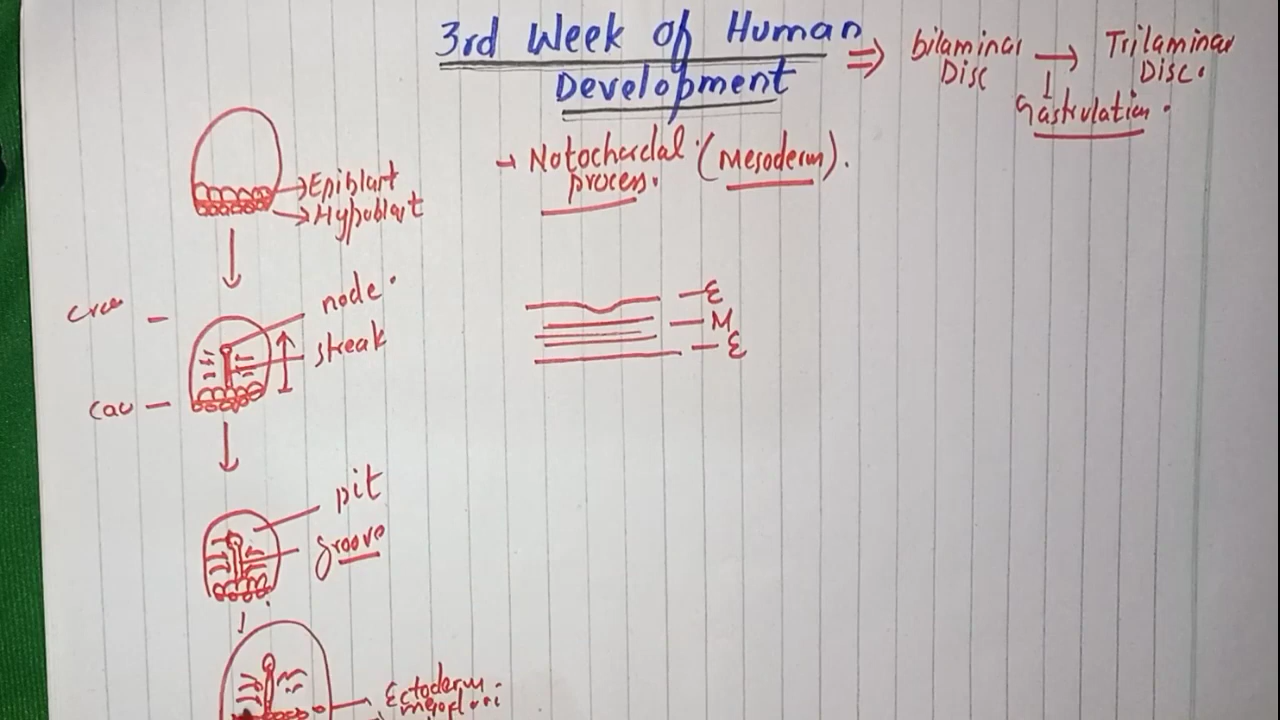 3rd Week of Human
Development
⇒ bilaminar → Trilaminar
Disc Disc.
Gastrulation.
→ Notochordal (Mesoderm).
process.
→ Epiblast
→ Hypoblast
node.
streak
Cau
E
M
E
pit
groove
Ectoderm